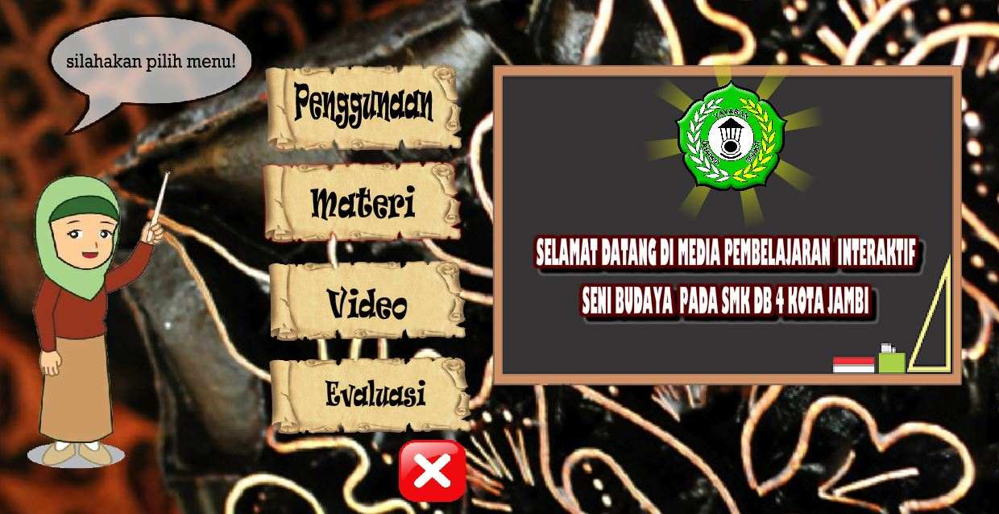 silahakan pilih menu!
Penggunaan
Materi
Video
Evaluasi
YAYASAN
SELAMAT DATANG DI MEDIA PEMBELAJARAN INTERAKTIF
SENI BUDAYA PADA SMK DB 4 KOTA JAMBI